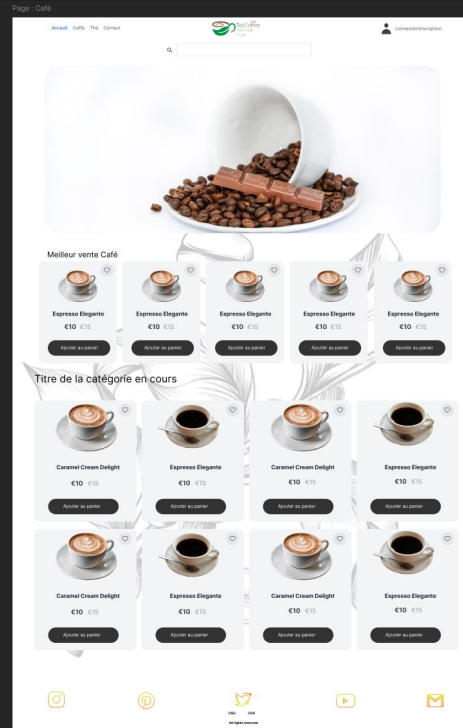 Page : Café
Acceuil Caffé Thé Contact
connexion/inscription
Meilleur vente Café
Espresso Elegante Espresso Elegante Espresso Elegante Espresso Elegante Espresso Elegante
€10 €15 €10 €15 €10 €15 €10 €15 €10 €15
Ajouter au panier Ajouter au panier Ajouter au panier Ajouter au panier Ajouter au panier
Titre de la catégorie en cours
Caramel Cream Delight Espresso Elegante Caramel Cream Delight Espresso Elegante
€10 €15 €10 €15 €10 €15 €10 €15
Ajouter au panier Ajouter au panier Ajouter au panier Ajouter au panier
Caramel Cream Delight Espresso Elegante Caramel Cream Delight Espresso Elegante
€10 €15 €10 €15 €10 €15 €10 €15
Ajouter au panier Ajouter au panier Ajouter au panier Ajouter au panier
All rights reserved